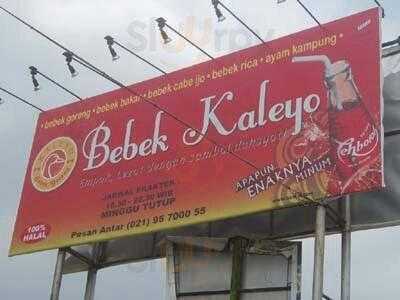 • bebek goreng • bebek bakar • bebek cabe ijo • bebek rica • ayam kampung •
Bebek Kaleyo
Empuk, Lezat dengan sambal dahsyat
JADWAL PRAKTEK :
MINGGU TUTUP
Pesan Antar (021) 95 7000 55
100%
HALAL
APAPUN
ENAKNYA
MINUM